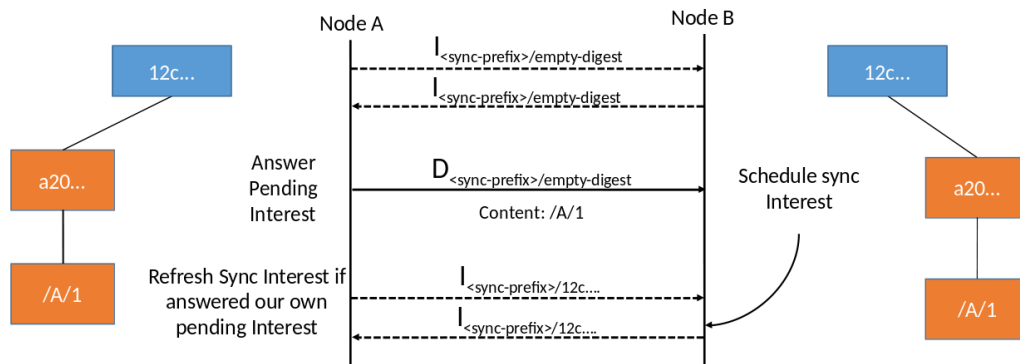 Node A
Node B
I<sync-prefix>/empty-digest
12c...
12c...
I<sync-prefix>/empty-digest
a20...
Answer
Pending
Interest
D<sync-prefix>/empty-digest
Content: /A/1
Schedule sync
Interest
a20...
/A/1
Refresh Sync Interest if
answered our own
pending Interest
I<sync-prefix>/12c....
I<sync-prefix>/12c....
/A/1